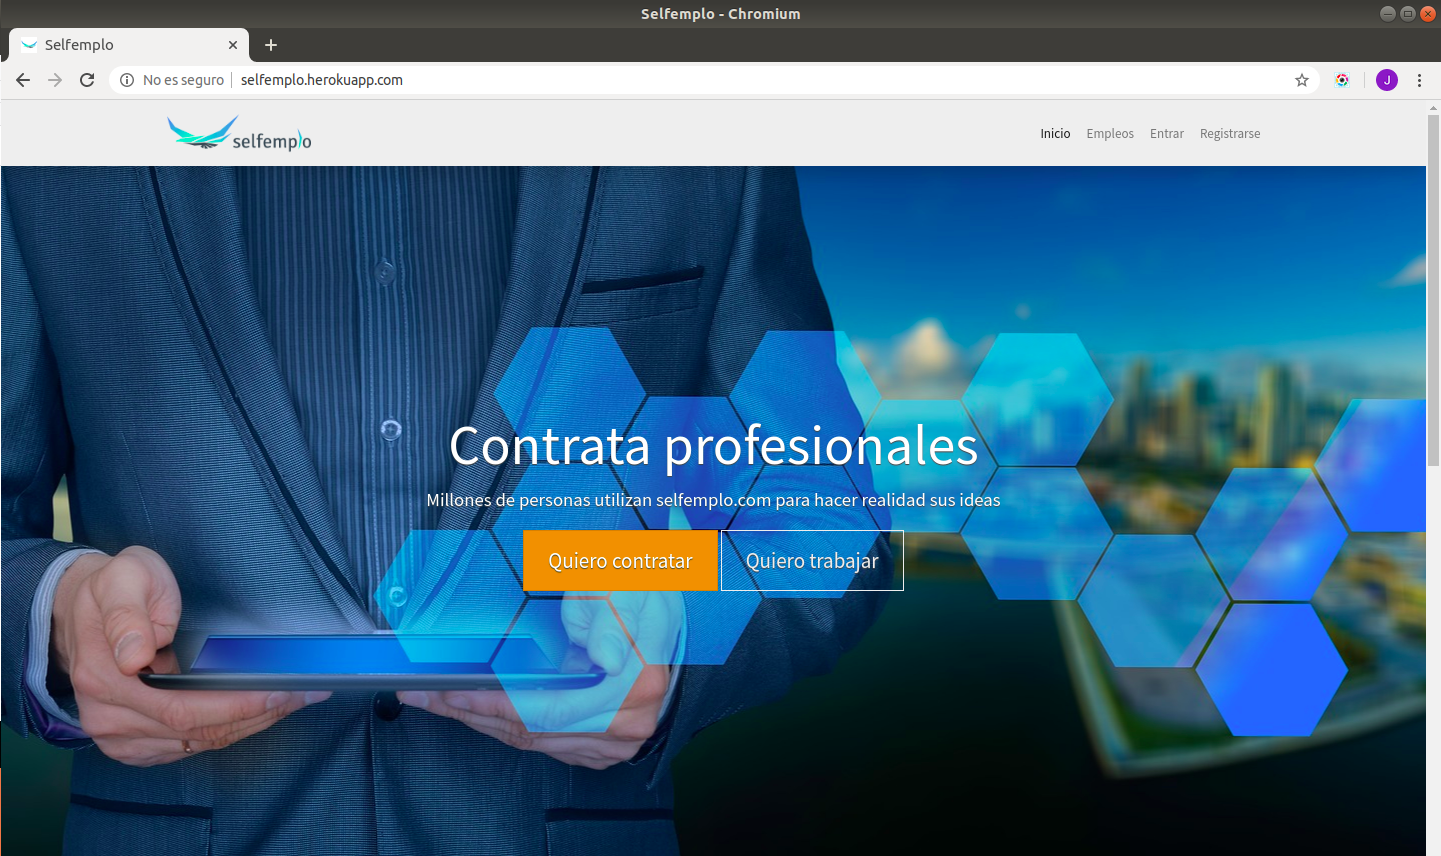 Selfemplo - Chromium
Selfemplo
No es seguro selfemplo.herokuapp.com
J
selfemplo
Inicio Empleos Entrar Registrarse
Contrata profesionales
Millones de personas utilizan selfemplo.com para hacer realidad sus ideas
Quiero contratar Quiero trabajar